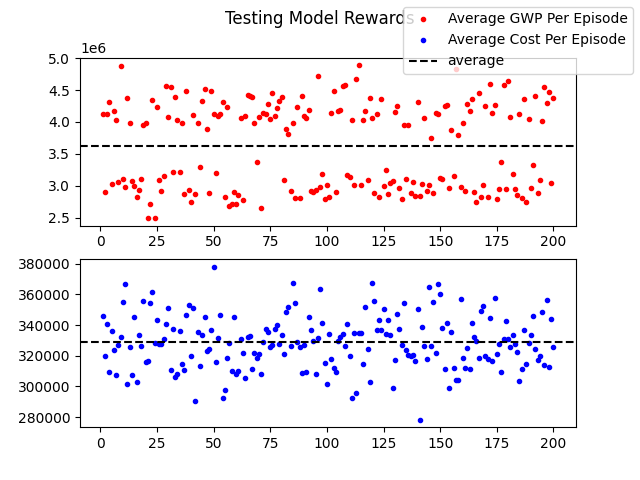 Testing Model Rewards
Average GWP Per Episode
Average Cost Per Episode
average
1e6
5.0
4.5
4.0
3.5
3.0
2.5
0 25 50 75 100 125 150 175 200
380000
360000
340000
320000
300000
280000
0 25 50 75 100 125 150 175 200